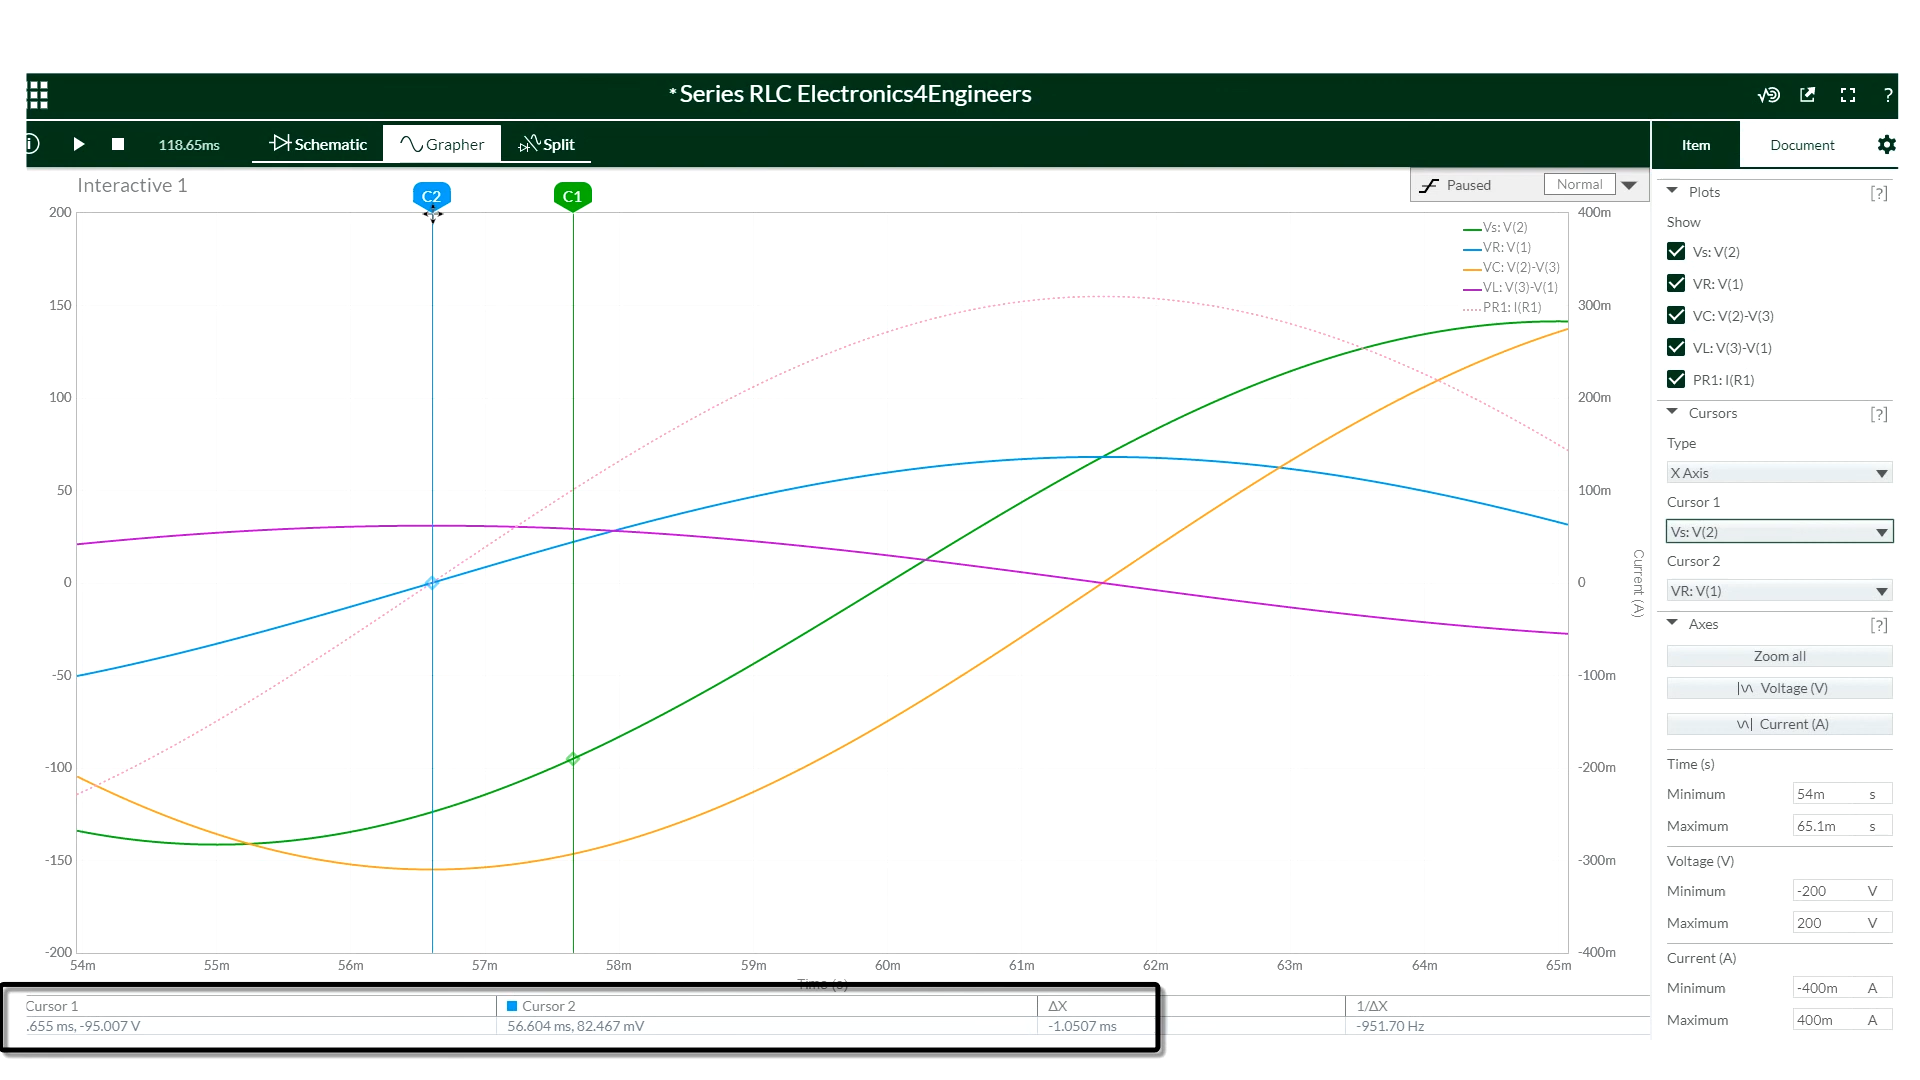 *Series RLC Electronics4Engineers
?
i
118.65ms
Schematic
Grapher
Split
Item
Document
Interactive 1
C2
C1
Paused
Normal
200
150
100
50
0
-50
-100
-150
-200
400m
300m
200m
100m
0
-100m
-200m
-300m
-400m
Vs: V(2)
VR: V(1)
VC: V(2)-V(3)
VL: V(3)-V(1)
PR1: I(R1)
Current (A)
54m 55m 56m 57m 58m 59m 60m 61m 62m 63m 64m 65m
Time (s)
Cursor 1 Cursor 2 ΔX 1/ΔX
.655 ms, -95.007 V 56.604 ms, 82.467 mV -1.0507 ms -951.70 Hz
Plots [?]
Show
Vs: V(2)
VR: V(1)
VC: V(2)-V(3)
VL: V(3)-V(1)
PR1: I(R1)
Cursors [?]
Type
X Axis
Cursor 1
Vs: V(2)
Cursor 2
VR: V(1)
Axes [?]
Zoom all
Voltage (V)
Current (A)
Time (s)
Minimum 54m s
Maximum 65.1m s
Voltage (V)
Minimum -200 V
Maximum 200 V
Current (A)
Minimum -400m A
Maximum 400m A